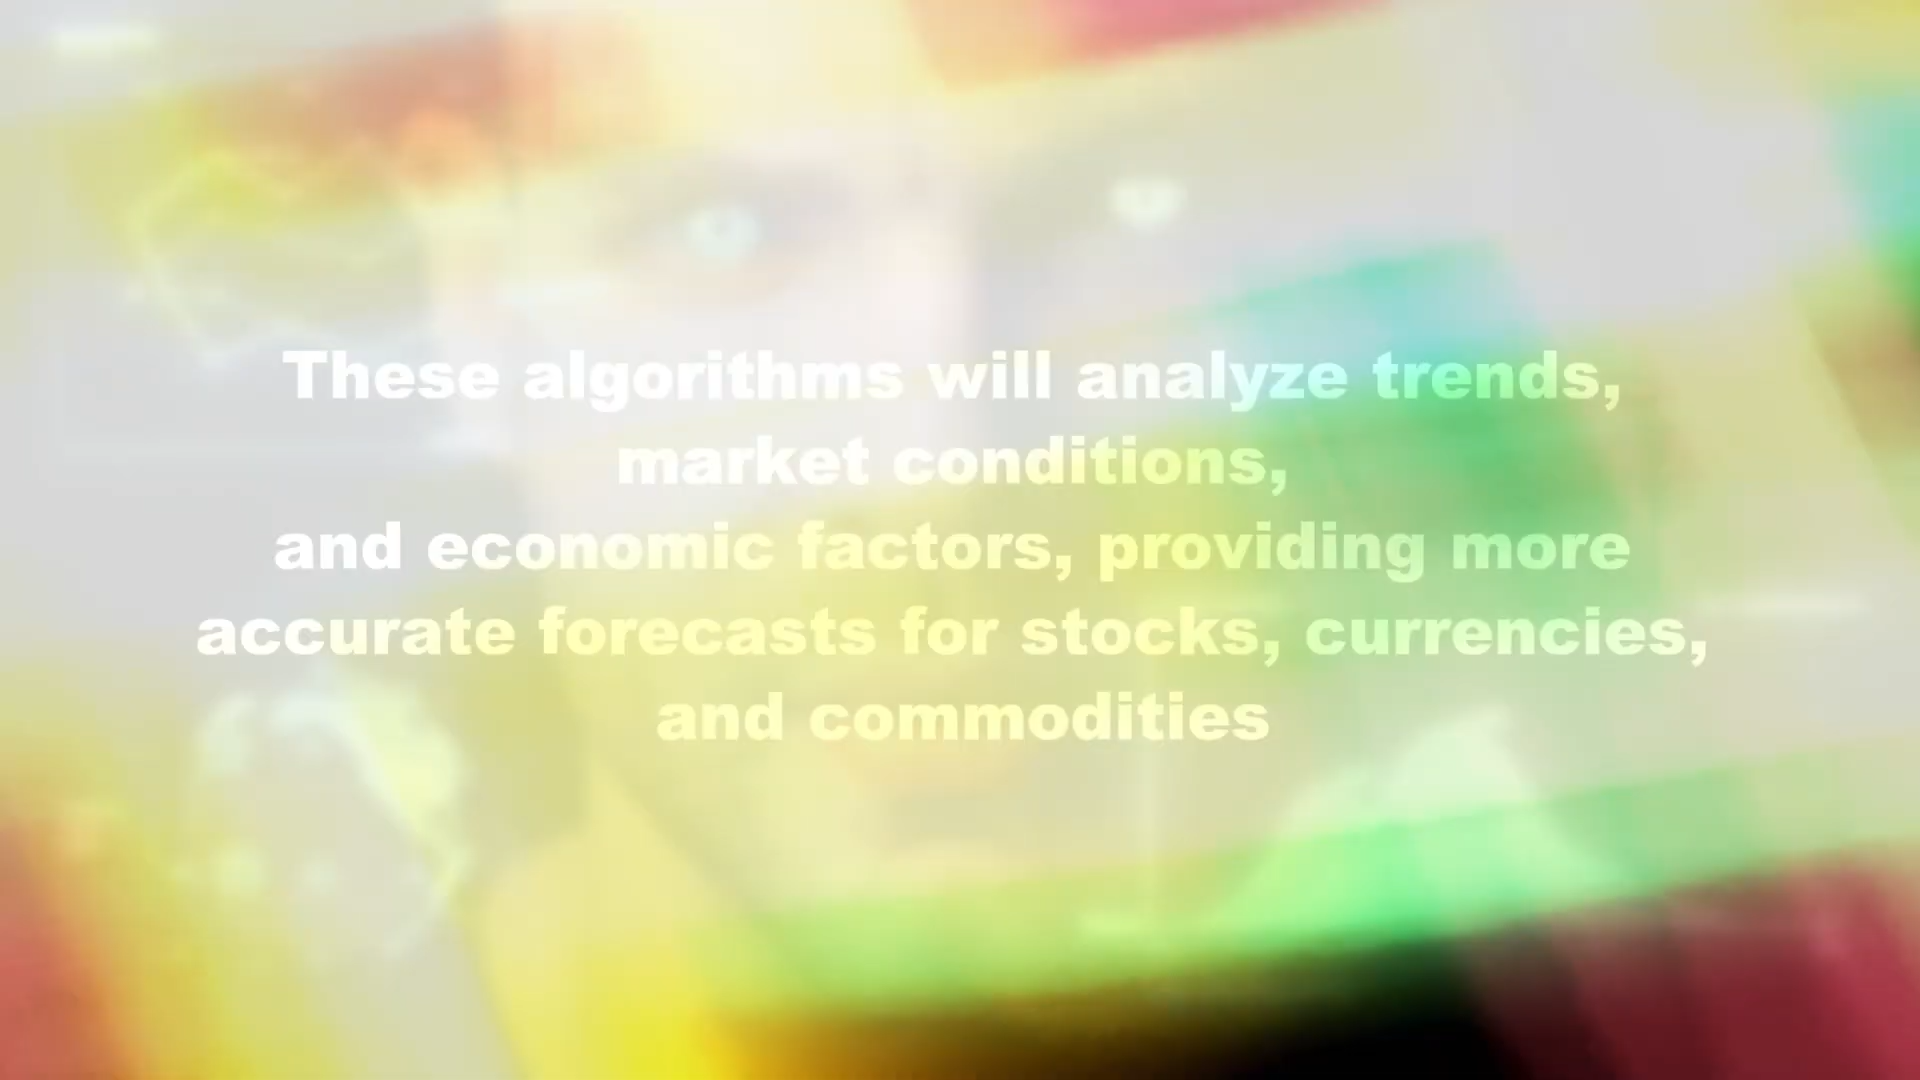 These algorithms will analyze trends,
market conditions,
and economic factors, providing more
accurate forecasts for stocks, currencies,
and commodities